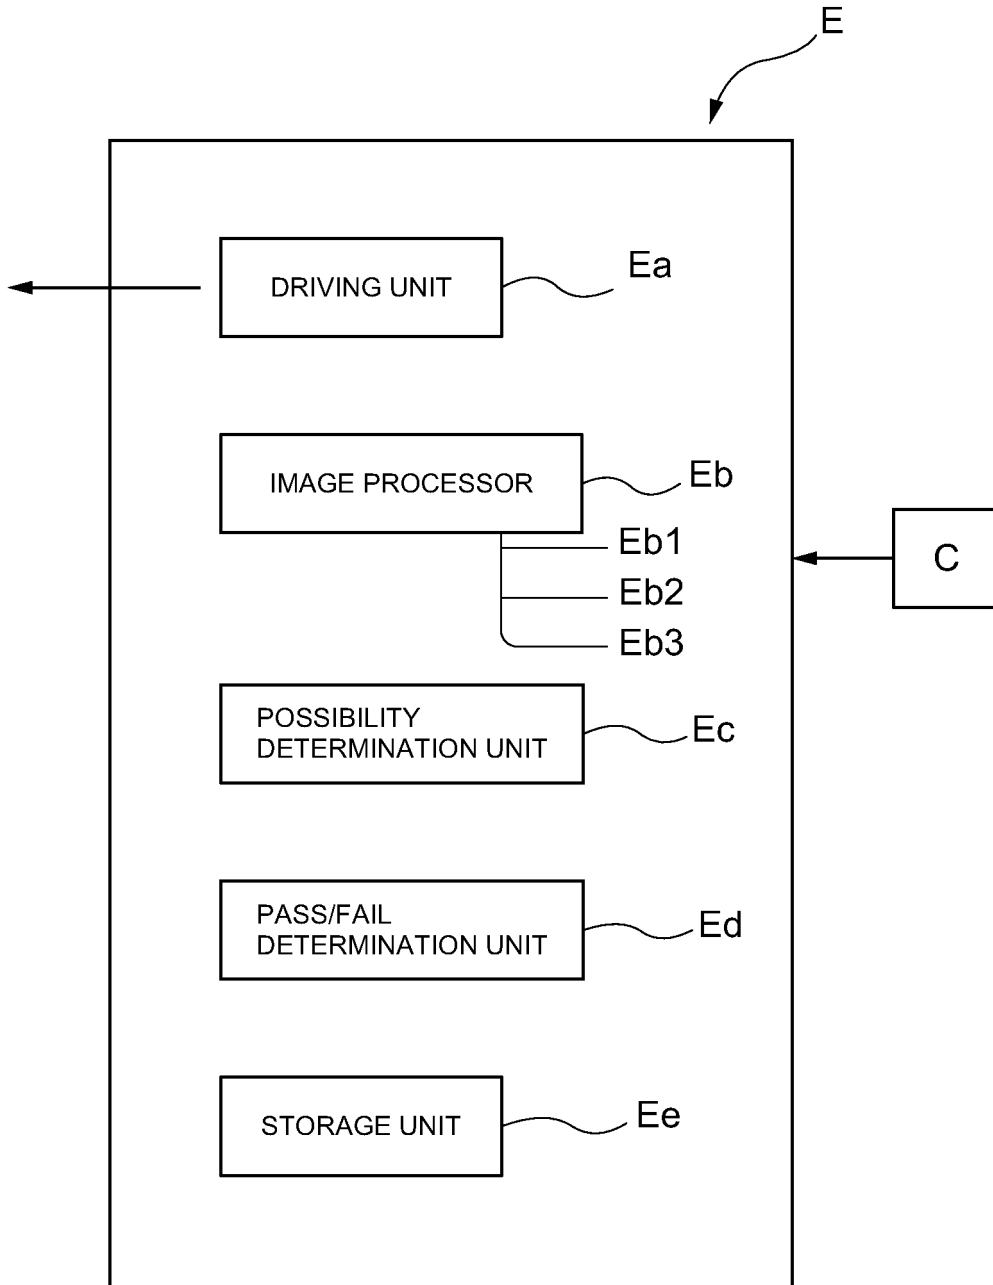 E
DRIVING UNIT
Ea
IMAGE PROCESSOR
Eb
Eb1
Eb2
Eb3
C
POSSIBILITY
DETERMINATION UNIT
Ec
PASS/FAIL
DETERMINATION UNIT
Ed
STORAGE UNIT
Ee